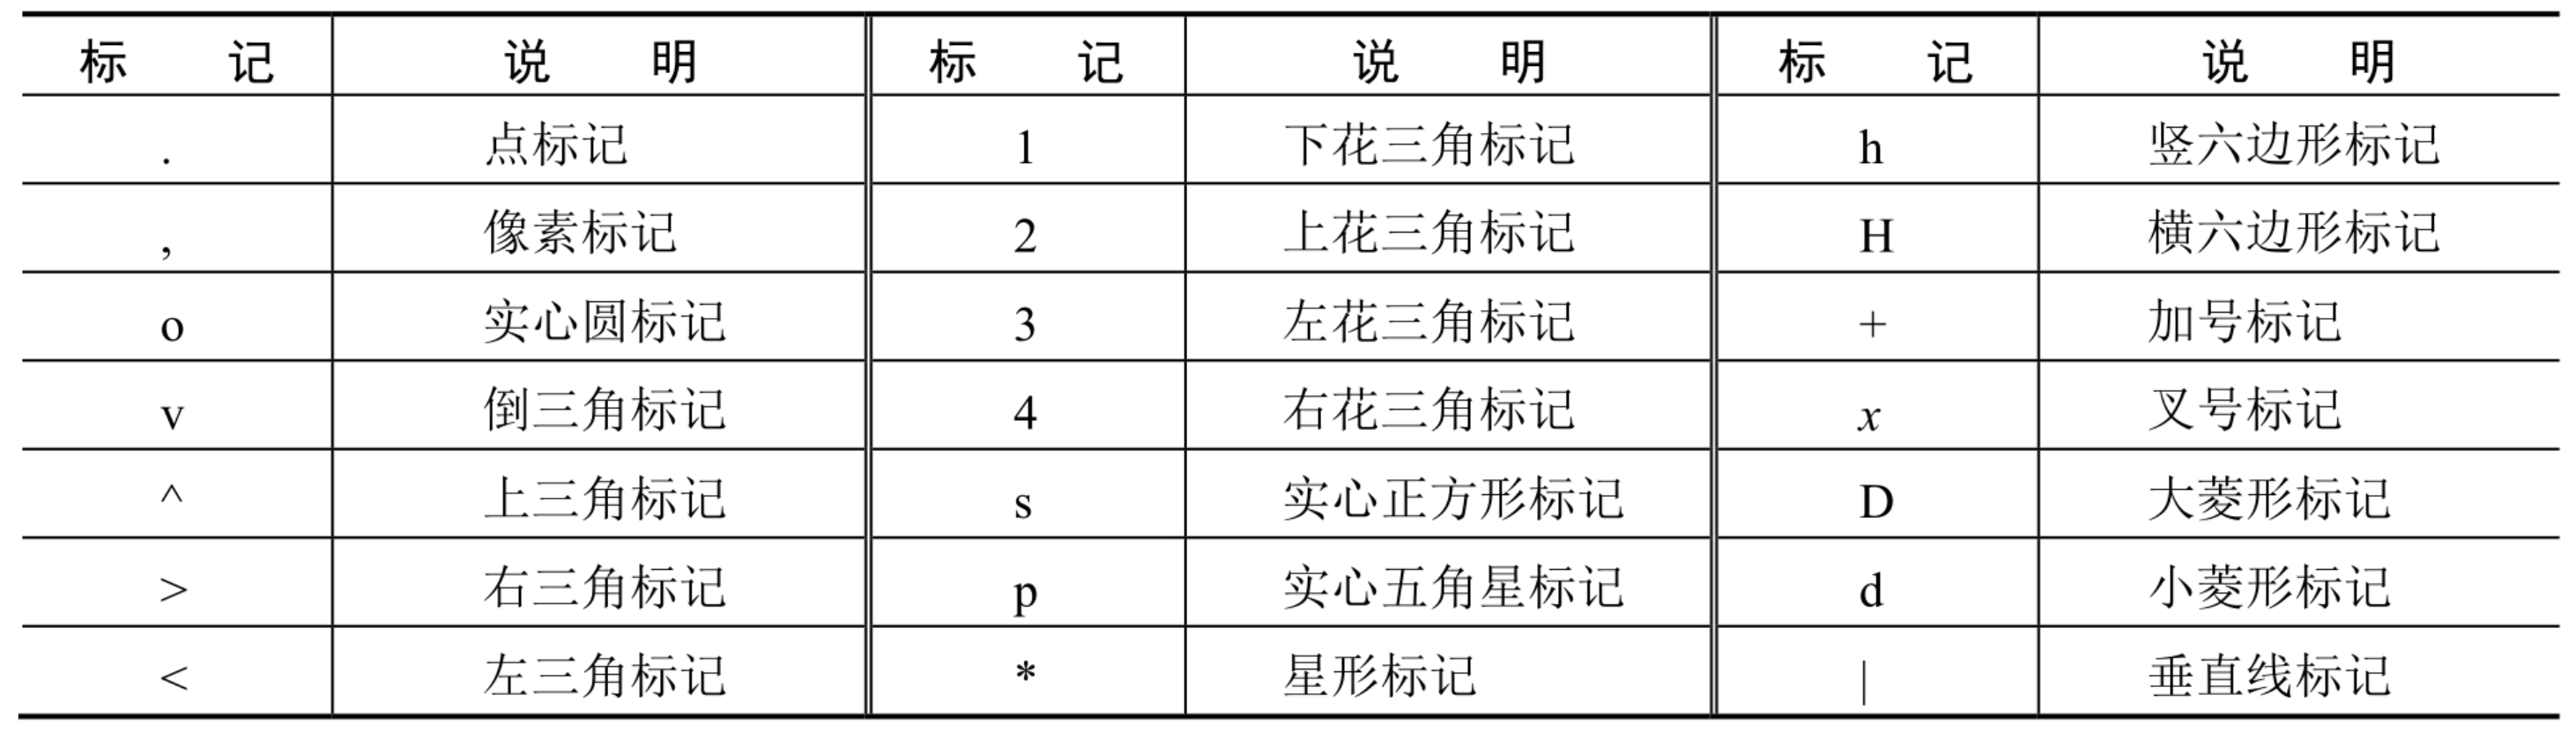 标 记 说 明 标 记 说 明 标 记 说 明
. 点标记 1 下花三角标记 h 竖六边形标记
, 像素标记 2 上花三角标记 H 横六边形标记
o 实心圆标记 3 左花三角标记 + 加号标记
v 倒三角标记 4 右花三角标记 x 叉号标记
^ 上三角标记 s 实心正方形标记 D 大菱形标记
> 右三角标记 p 实心五角星标记 d 小菱形标记
< 左三角标记 * 星形标记 | 垂直线标记